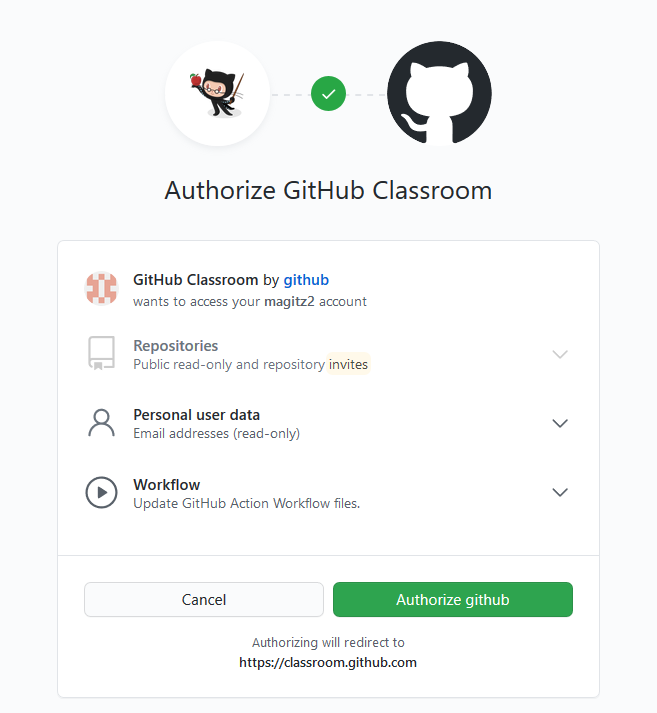 Authorize GitHub Classroom
GitHub Classroom by github
wants to access your magitz2 account
Repositories
Public read-only and repository invites
Personal user data
Email addresses (read-only)
Workflow
Update GitHub Action Workflow files.
Cancel
Authorize github
Authorizing will redirect to
https://classroom.github.com